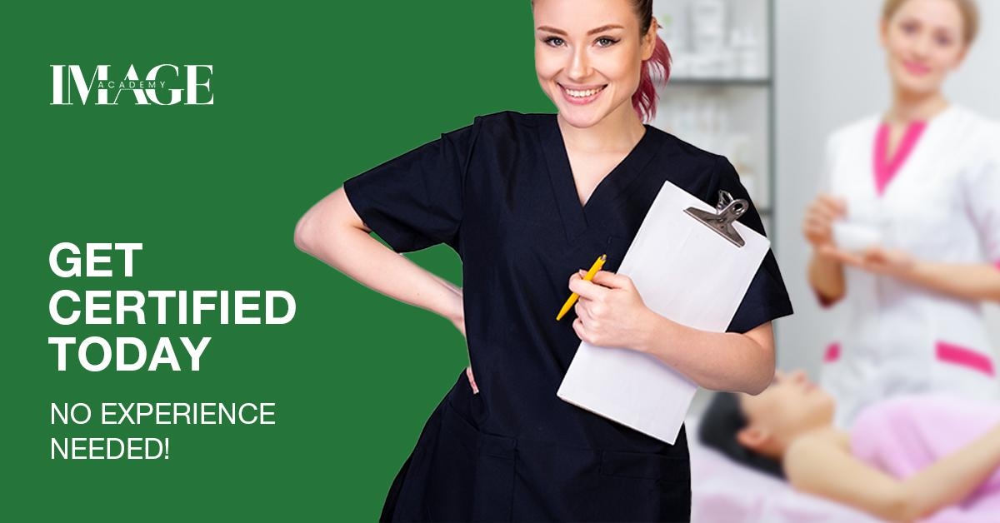 IMAGE
ACADEMY
GET
CERTIFIED
TODAY
NO EXPERIENCE
NEEDED!